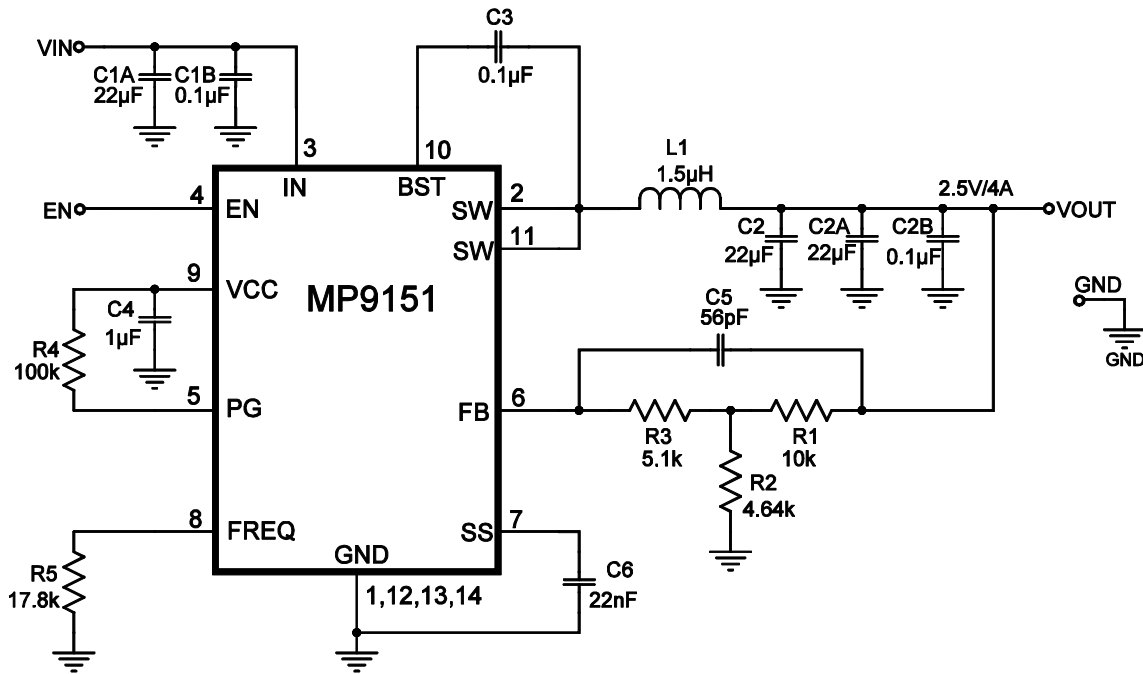 VIN
C1A
22µF
C1B
0.1µF
C3
0.1µF
3
10
IN
BST
EN
4
EN
SW
2
SW
11
L1
1.5µH
2.5V/4A
VOUT
C2
22µF
C2A
22µF
C2B
0.1µF
GND
GND
9
VCC
C4
1µF
R4
100k
MP9151
5
PG
C5
56pF
FB
6
R3
5.1k
R1
10k
R2
4.64k
8
FREQ
SS
7
R5
17.8k
GND
1,12,13,14
C6
22nF